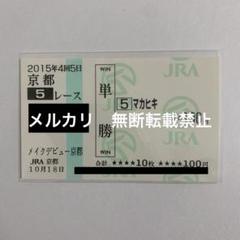 2015年4回5日
京都
5レース
WIN
単勝
WIN
5 マカヒキ
JRA
メルカリ 無断転載禁止
メイクデビュー京都
JRA 京都
10月18日
****10枚 ****100円
JRA